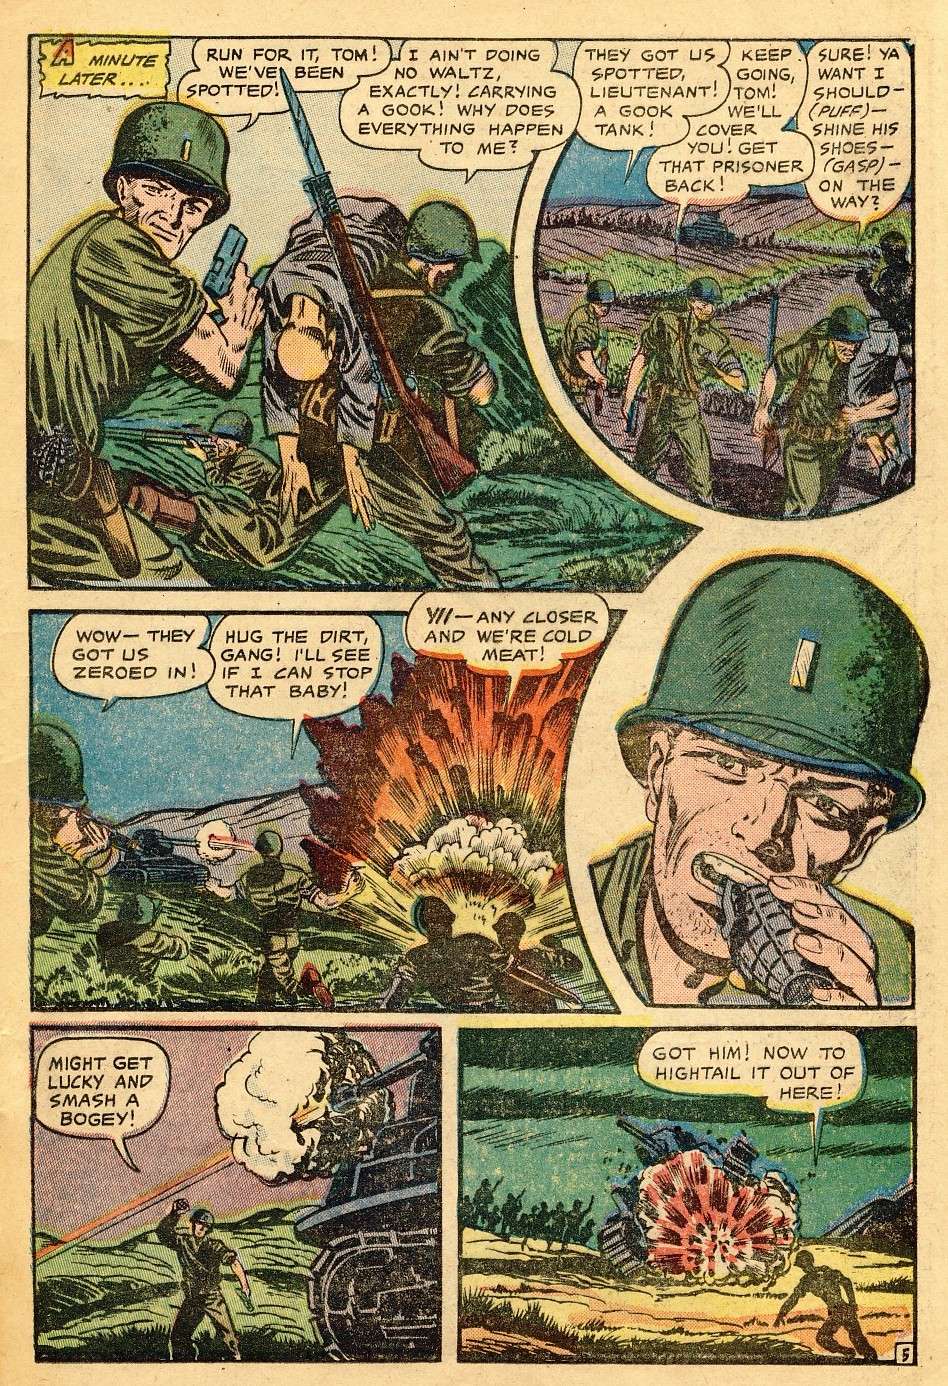 A MINUTE
LATER....
RUN FOR IT, TOM!
WE'VE BEEN
SPOTTED!
I AIN'T DOING
NO WALTZ,
EXACTLY! CARRYING
A GOOK! WHY DOES
EVERYTHING HAPPEN
TO ME?
THEY GOT US
SPOTTED,
LIEUTENANT!
A GOOK
TANK!
KEEP
GOING,
TOM!
WE'LL
COVER
YOU! GET
THAT PRISONER
BACK!
SURE! YA
WANT I
SHOULD-
(PUFF)-
SHINE HIS
SHOES-
(GASP)-
ON THE
WAY?
WOW- THEY
GOT US
ZEROED IN!
HUG THE DIRT,
GANG! I'LL SEE
IF I CAN STOP
THAT BABY!
YII-ANY CLOSER
AND WE'RE COLD
MEAT!
MIGHT GET
LUCKY AND
SMASH A
BOGEY!
GOT HIM! NOW TO
HIGHTAIL IT OUT OF
HERE!
5